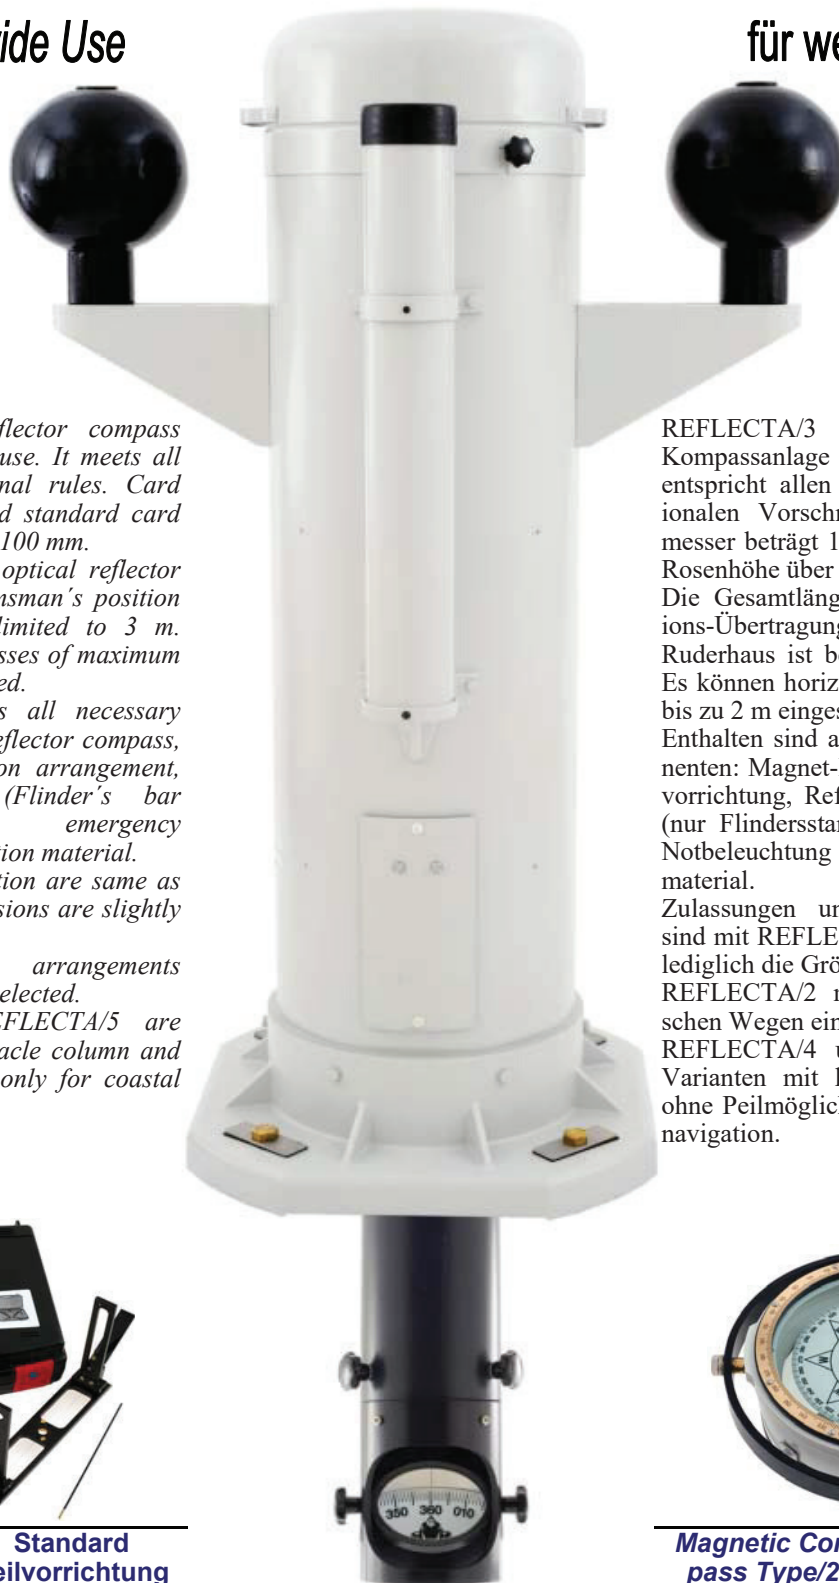 ide Use
für we
flector compass
use. It meets all
nal rules. Card
d standard card
100 mm.
optical reflector
nsman´s position
limited to 3 m.
sses of maximum
ed.
s all necessary
eflector compass,
on arrangement,
(Flinder´s bar
emergency
tion material.
tion are same as
sions are slightly
arrangements
elected.
EFLECTA/5 are
acle column and
only for coastal
REFLECTA/3
Kompassanlage
entspricht allen
ionalen Vorschr
messer beträgt 1
Rosenhöhe über
Die Gesamtläng
ions-Übertragung
Ruderhaus ist be
Es können horiz
bis zu 2 m einges
Enthalten sind a
nenten: Magnet-
vorrichtung, Ref
(nur Flindersstan
Notbeleuchtung
material.
Zulassungen un
sind mit REFLE
lediglich die Grö
REFLECTA/2 n
schen Wegen ein
REFLECTA/4 u
Varianten mit k
ohne Peilmöglich
navigation.
350 360 010
Standard
eilvorrichtung
Magnetic Con
pass Type/2